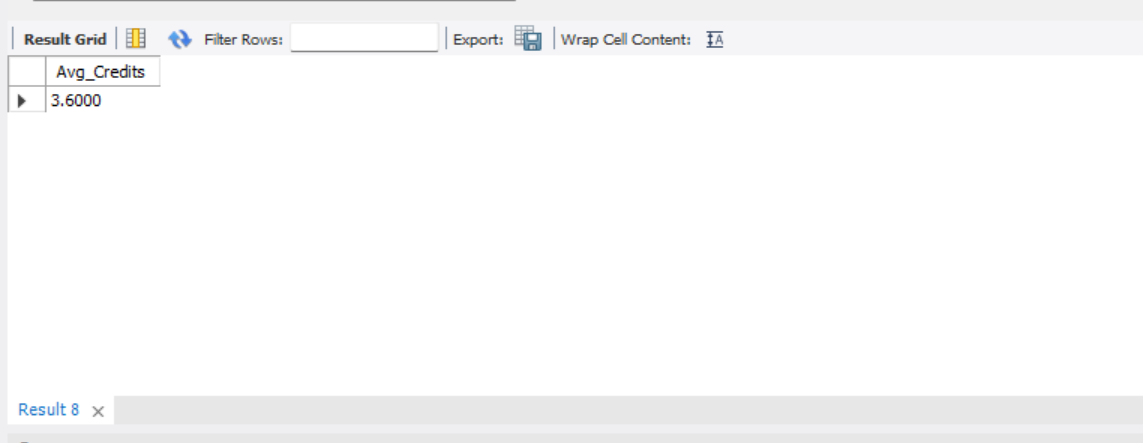 Result Grid Filter Rows: Export: Wrap Cell Content:
Avg_Credits
3.6000
Result 8